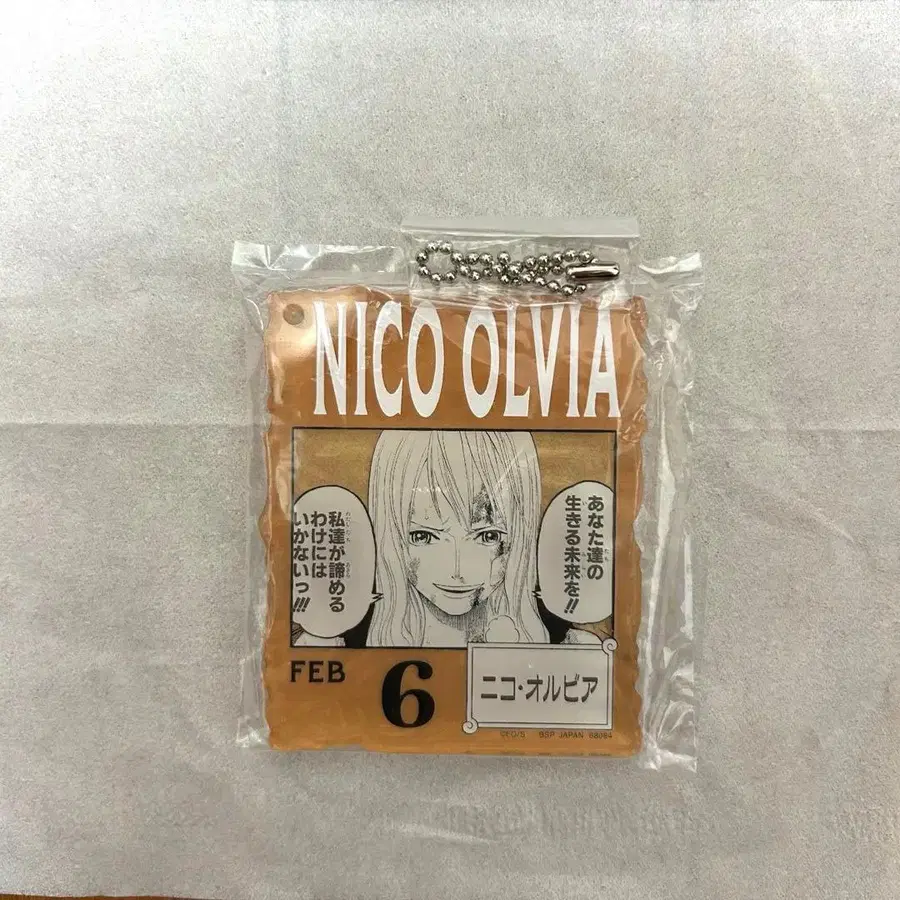 NICO OLVIA
あなた達の
生きる未来を!!
私達が諦める
わけには
いかないっ!!!
FEB
6
ニコ・オルビア
©EO/S BSP JAPAN 68094